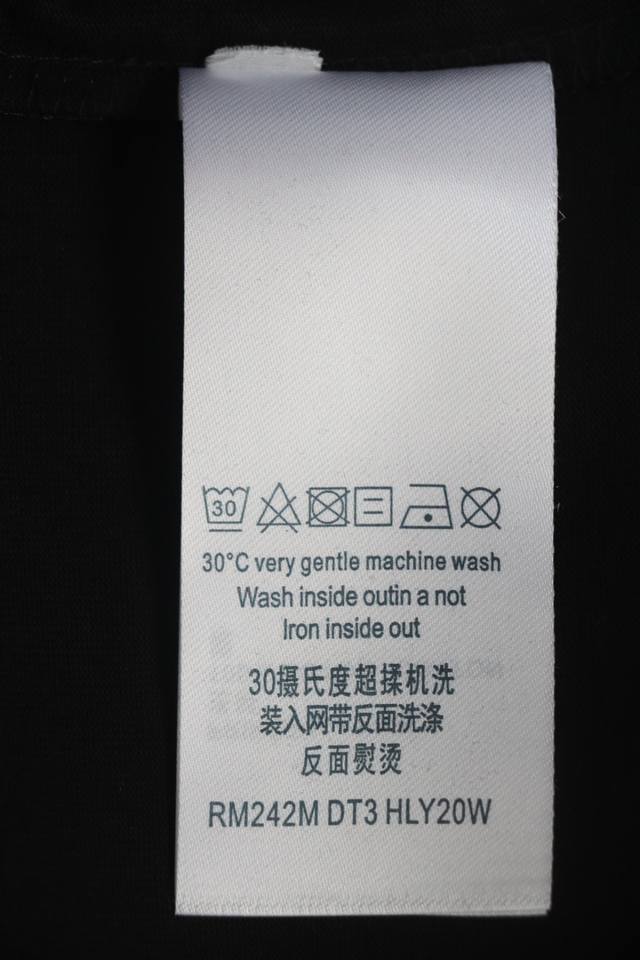 30
30°C very gentle machine wash
Wash inside outin a not
Iron inside out
30摄氏度超揉机洗
装入网带反面洗涤
反面熨烫
RM242M DT3 HLY20W